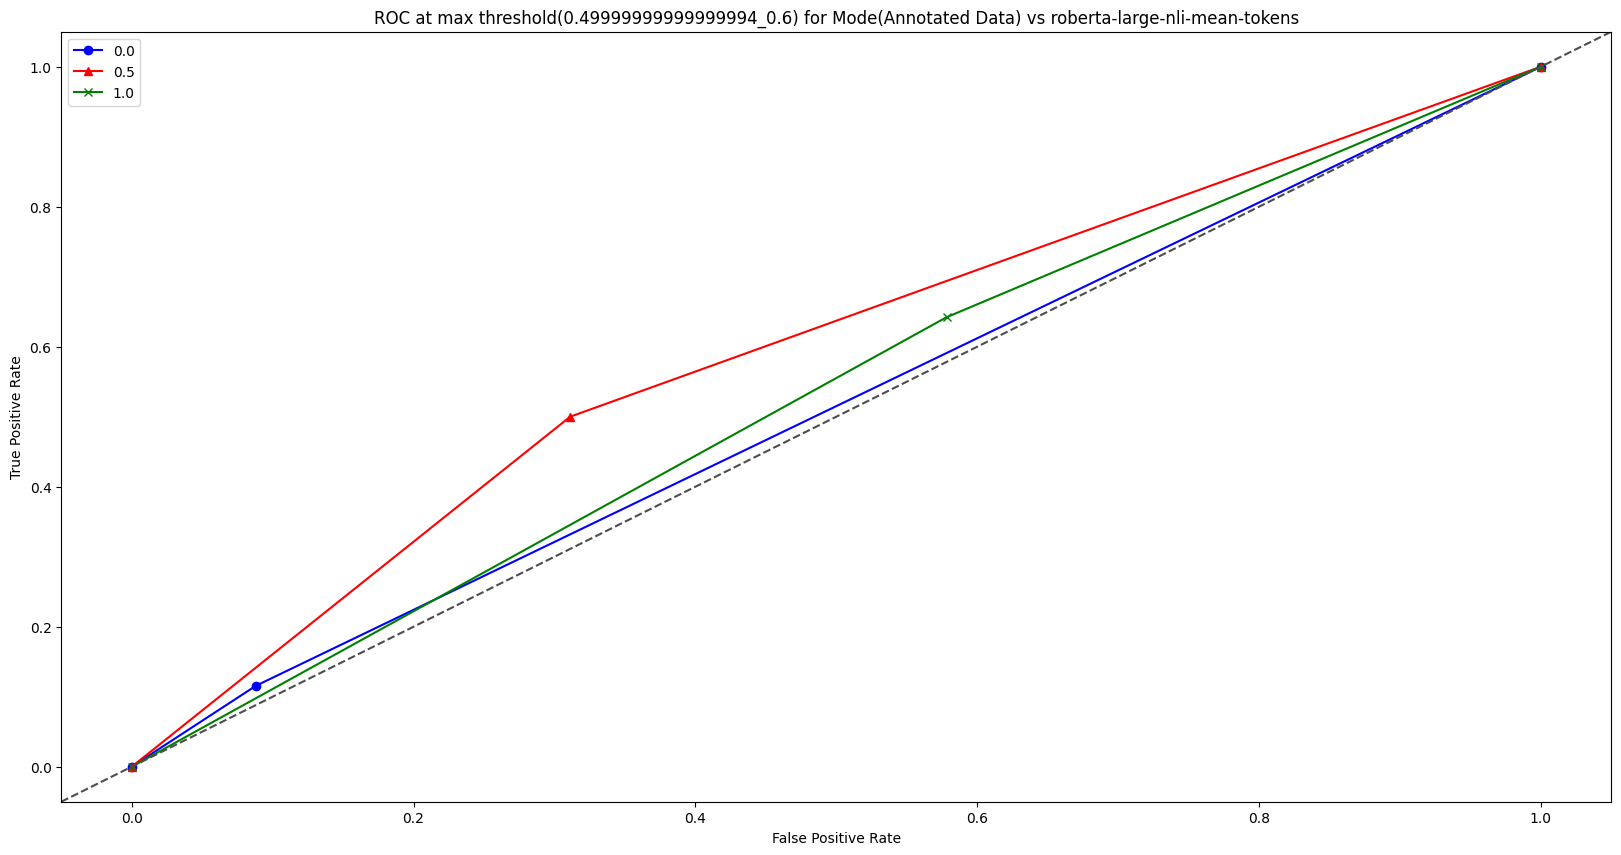 ROC at max threshold(0.49999999999999994_0.6) for Mode(Annotated Data) vs roberta-large-nli-mean-tokens
0.0
0.5
1.0
1.0
0.8
0.6
0.4
0.2
0.0
True Positive Rate
0.0 0.2 0.4 0.6 0.8 1.0
False Positive Rate